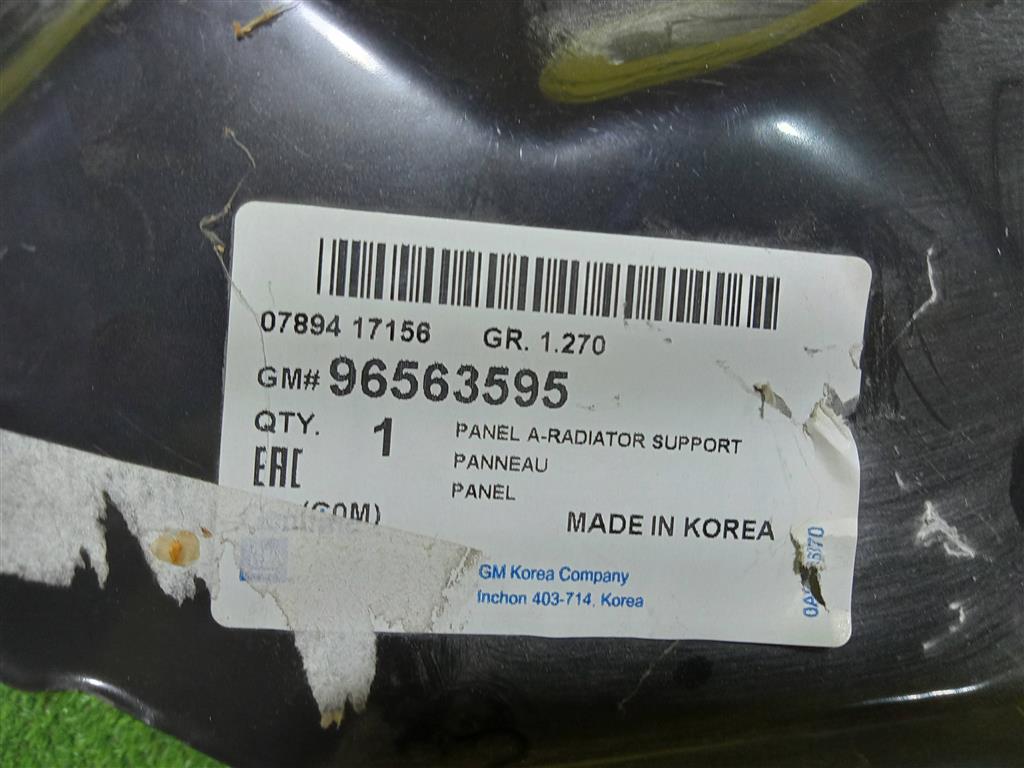 07894 17156 GR. 1.270
GM# 96563595
QTY. 1
PANEL A-RADIATOR SUPPORT
PANNEAU
PANEL
EAC
(GOM)
MADE IN KOREA
GM Korea Company
Inchon 403-714, Korea